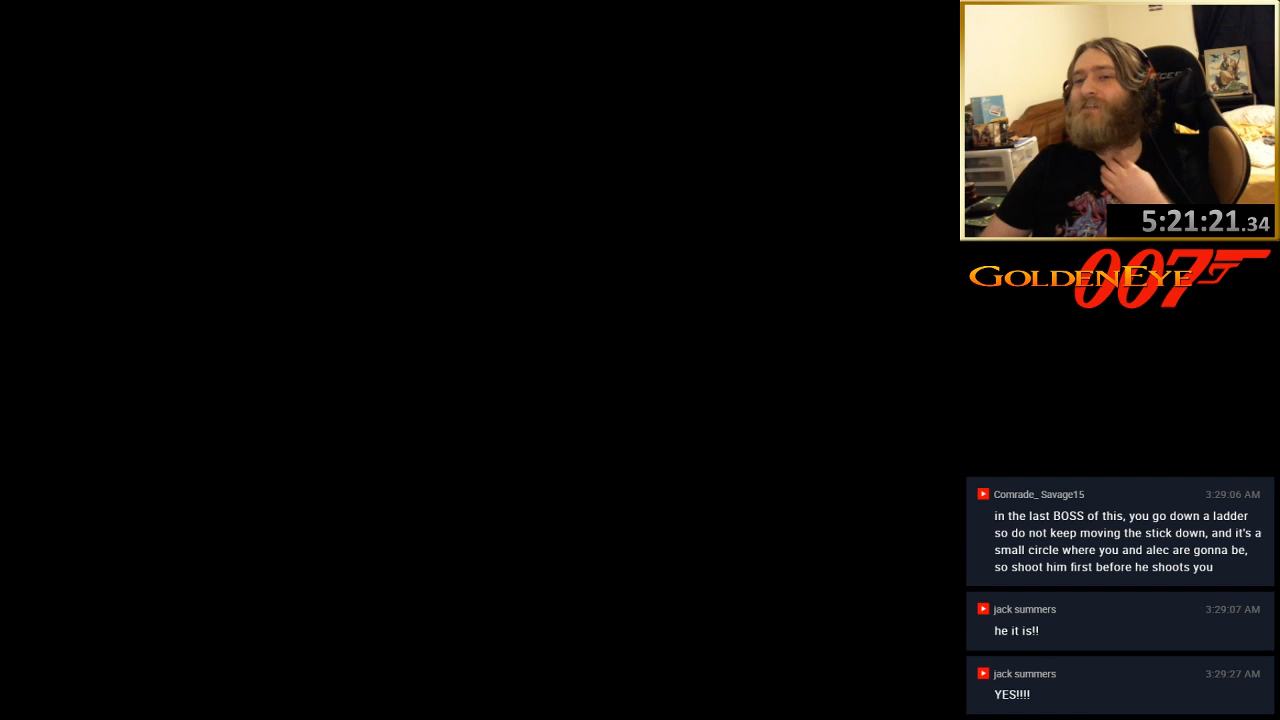 5:21:21.34
GOLDENEYE
007
Comrade_ Savage15 3:29:06 AM
in the last BOSS of this, you go down a ladder
so do not keep moving the stick down, and it's a
small circle where you and alec are gonna be,
so shoot him first before he shoots you
jack summers 3:29:07 AM
he it is!!
jack summers 3:29:27 AM
YES!!!!